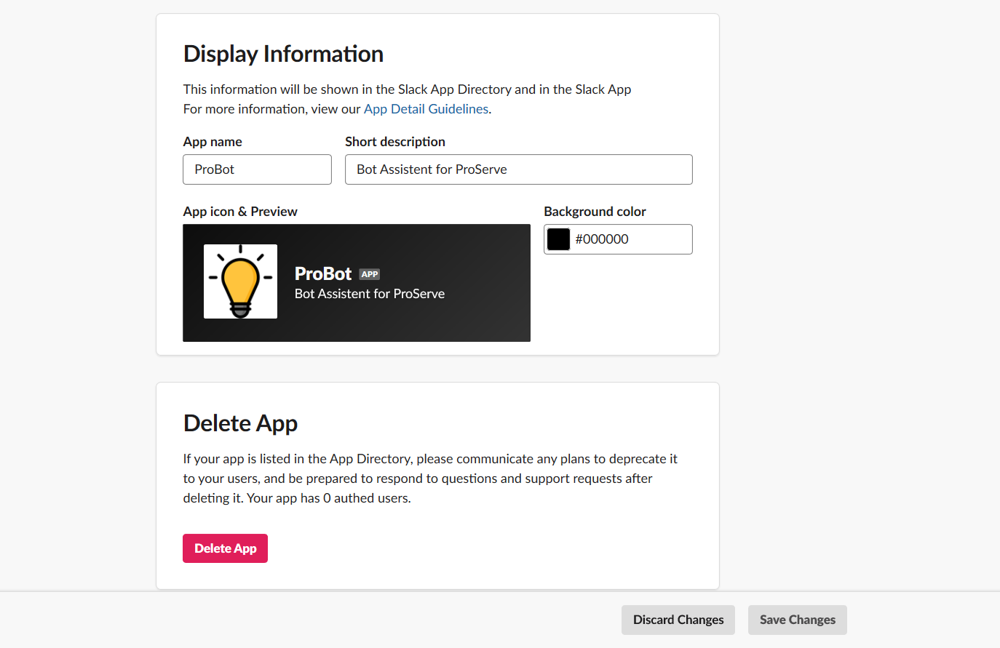 Display Information
This information will be shown in the Slack App Directory and in the Slack App
For more information, view our App Detail Guidelines.
App name
Short description
ProBot
Bot Assistent for ProServe
App icon & Preview
Background color
#000000
ProBot APP
Bot Assistent for ProServe
Delete App
If your app is listed in the App Directory, please communicate any plans to deprecate it
to your users, and be prepared to respond to questions and support requests after
deleting it. Your app has 0 authed users.
Delete App
Discard Changes
Save Changes